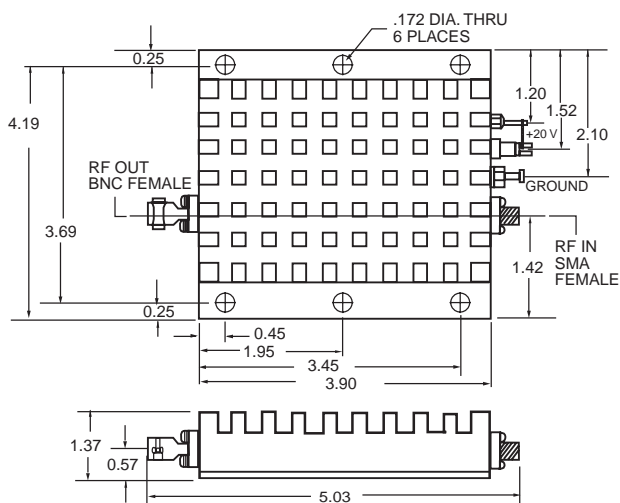 .172 DIA. THRU
6 PLACES
0.25
4.19
3.69
0.25
1.20
1.52
2.10
+20 V
GROUND
RF OUT
BNC FEMALE
RF IN
SMA
FEMALE
1.42
0.45
1.95
3.45
3.90
1.37
0.57
5.03